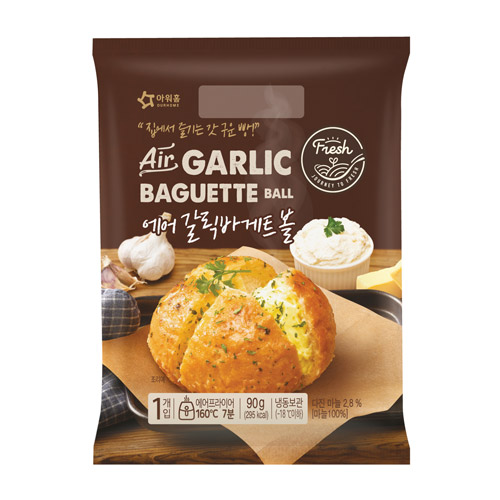 아워홈
OURHOME
"집에서 즐기는 갓 구운 빵!"
Air GARLIC
BAGUETTE BALL
에어 갈릭바게트볼
Fresh
JOURNEY TO FRESH
1개입
에어프라이어
160℃ 7분
90g
(295 kcal)
냉동보관
(-18℃이하)
다진 마늘 2.8%
[마늘100%]